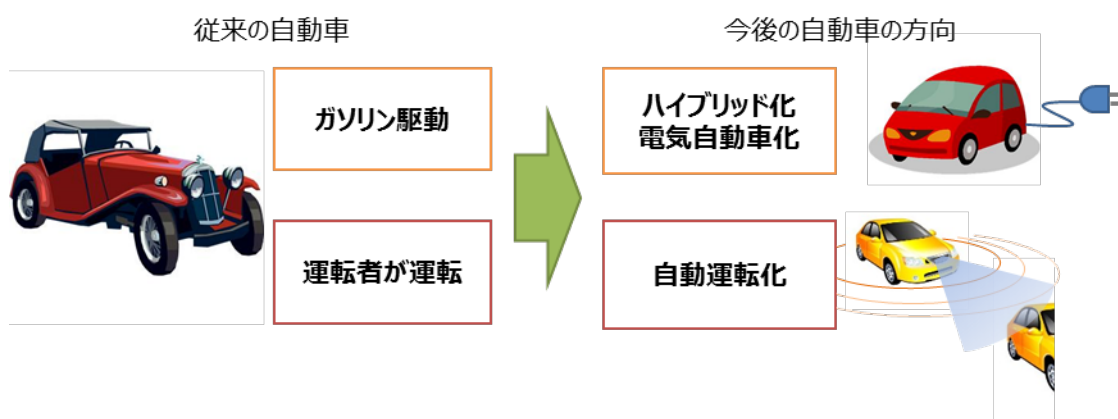 従来の自動車
今後の自動車の方向
ガソリン駆動
ハイブリッド化
電気自動車化
運転者が運転
自動運転化